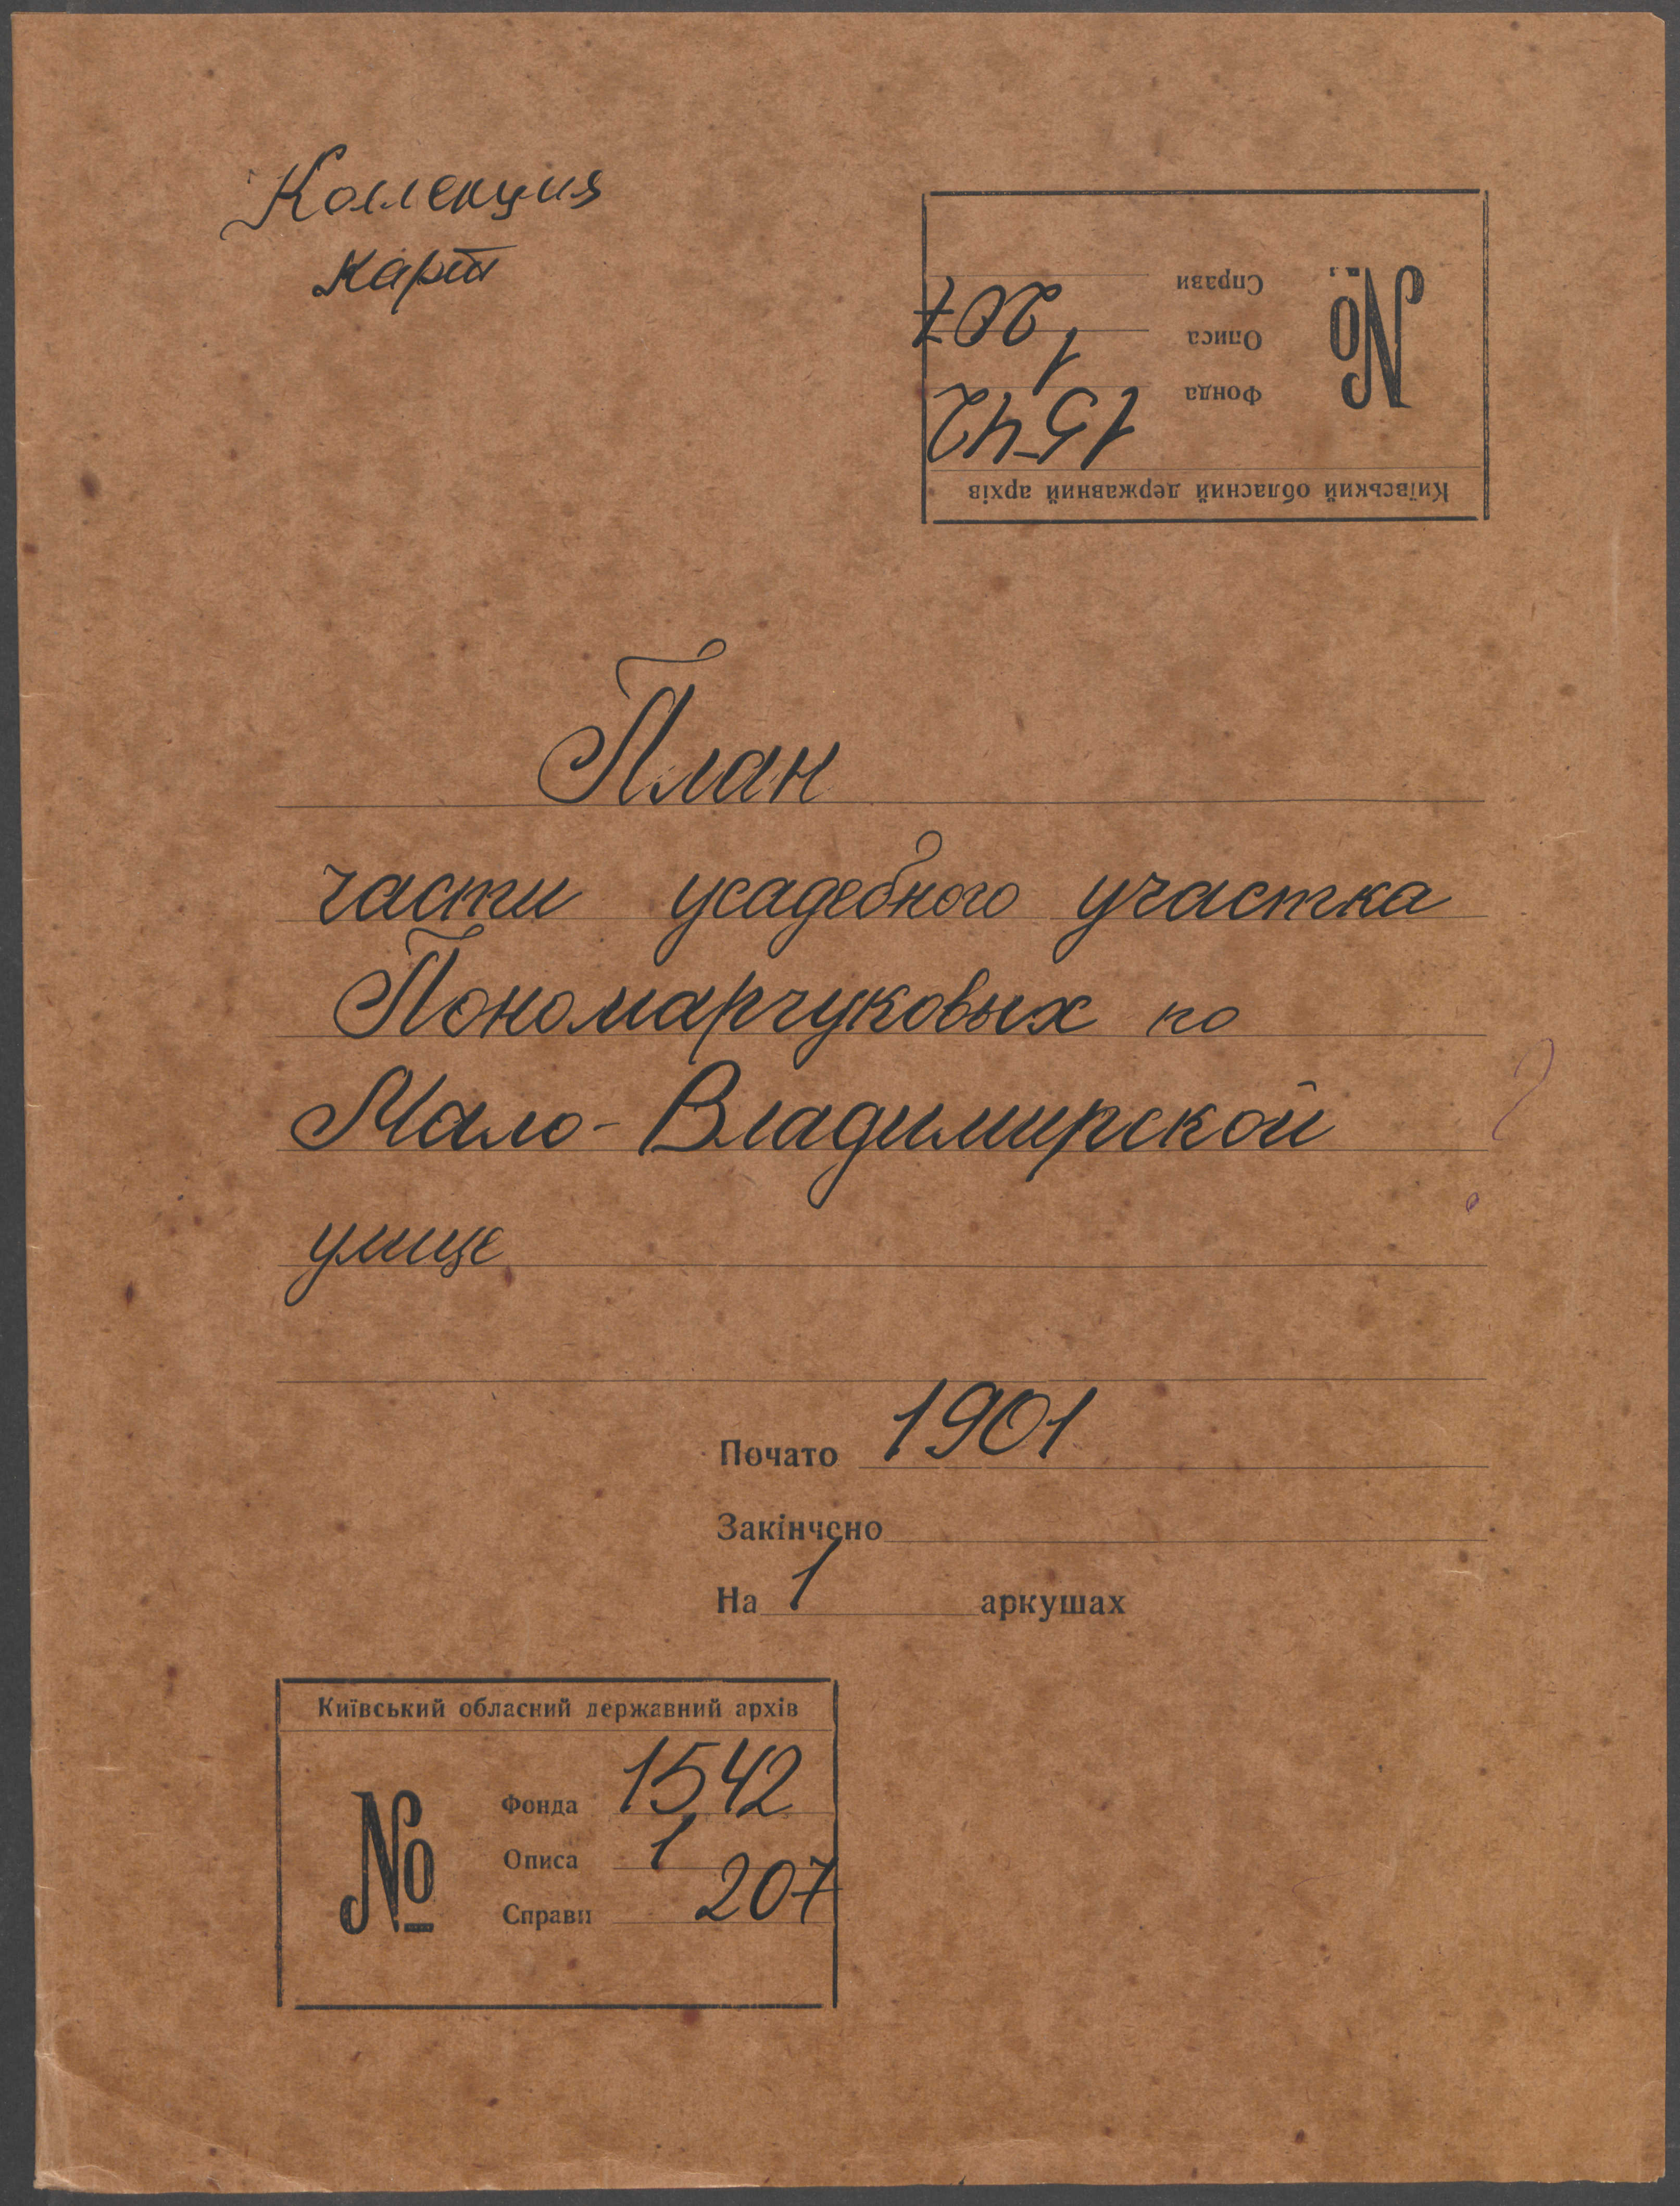 Коллекция
карт
Київський обласний державний архів
№
Фонда 1542
Описа 1
Справи 207
План
части усадебного участка
Пономарчуковых по
Мало-Владимирской
улице
?
Почато 1901
Закінчено
На 1 аркушах
Київський обласний державний архів
№
Фонда 1542
Описа 1
Справи 207